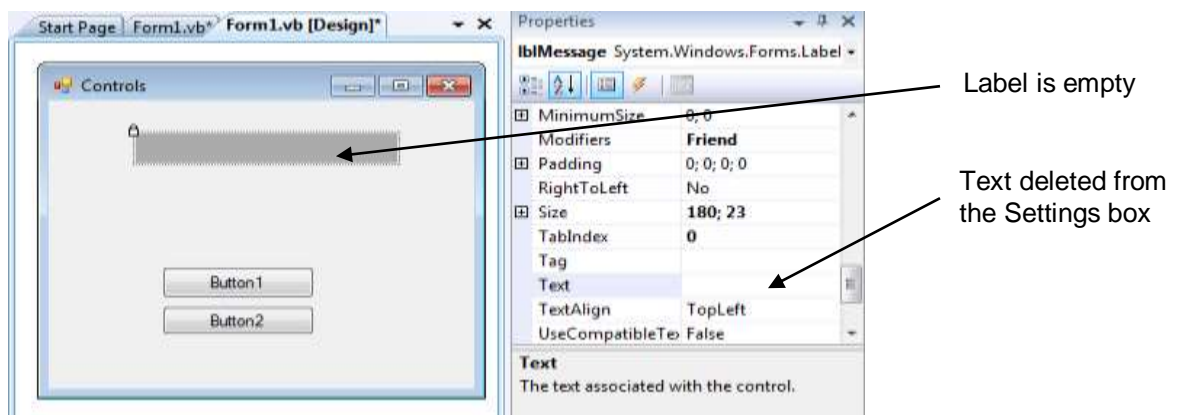 Start Page Form1.vb* Form1.vb [Design]*
Controls
Button1
Button2
Properties
lblMessage System.Windows.Forms.Label
MinimumSize 0; 0
Modifiers Friend
Padding 0; 0; 0; 0
RightToLeft No
Size 180; 23
TabIndex 0
Tag
Text
TextAlign TopLeft
UseCompatibleTe False
Text
The text associated with the control.
Label is empty
Text deleted from
the Settings box